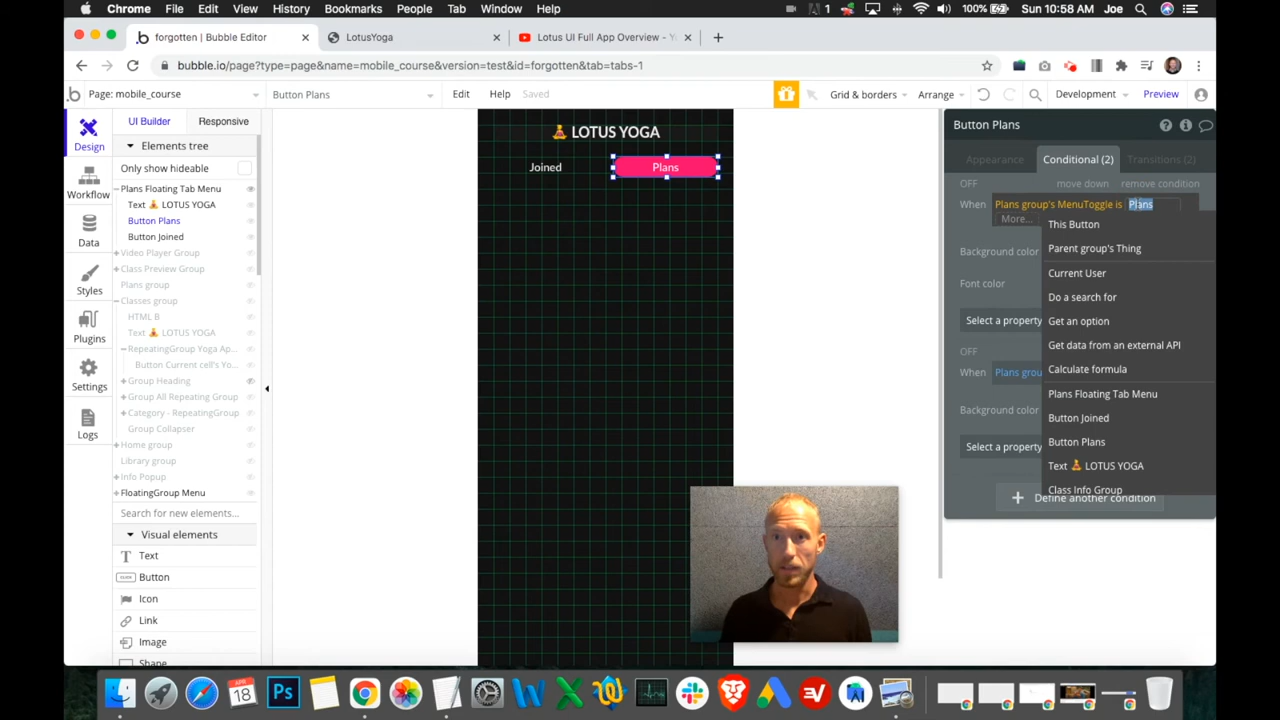 Chrome File Edit View History Bookmarks People Tab Window Help 1 100% Sun 10:58 AM Joe
forgotten | Bubble Editor LotusYoga Lotus UI Full App Overview - Y
bubble.io/page?type=page&name=mobile_course&version=test&id=forgotten&tab=tabs-1
Page: mobile_course Button Plans Edit Help Saved Grid & borders Arrange Development Preview
Design
Workflow
Data
Styles
Plugins
Settings
Logs
UI Builder Responsive
Elements tree
Only show hideable
Plans Floating Tab Menu
Text 🧘 LOTUS YOGA
Button Plans
Button Joined
Video Player Group
Class Preview Group
Plans group
Classes group
HTML B
Text 🧘 LOTUS YOGA
RepeatingGroup Yoga Ap...
Button Current cell's Yo...
Group Heading
Group All Repeating Group
Category - RepeatingGroup
Group Collapser
Home group
Library group
Info Popup
FloatingGroup Menu
Search for new elements...
Visual elements
Text
Button
Icon
Link
Image
Shape
🧘 LOTUS YOGA
Joined Plans
Button Plans
Appearance Conditional (2) Transitions (2)
OFF move down remove condition
When Plans group's MenuToggle is Plans
More...
Background color
Font color
Select a property
OFF
When Plans grou
Background color
Select a property
Define another condition
This Button
Parent group's Thing
Current User
Do a search for
Get an option
Get data from an external API
Calculate formula
Plans Floating Tab Menu
Button Joined
Button Plans
Text 🧘 LOTUS YOGA
Class Info Group
APR
18
Ps